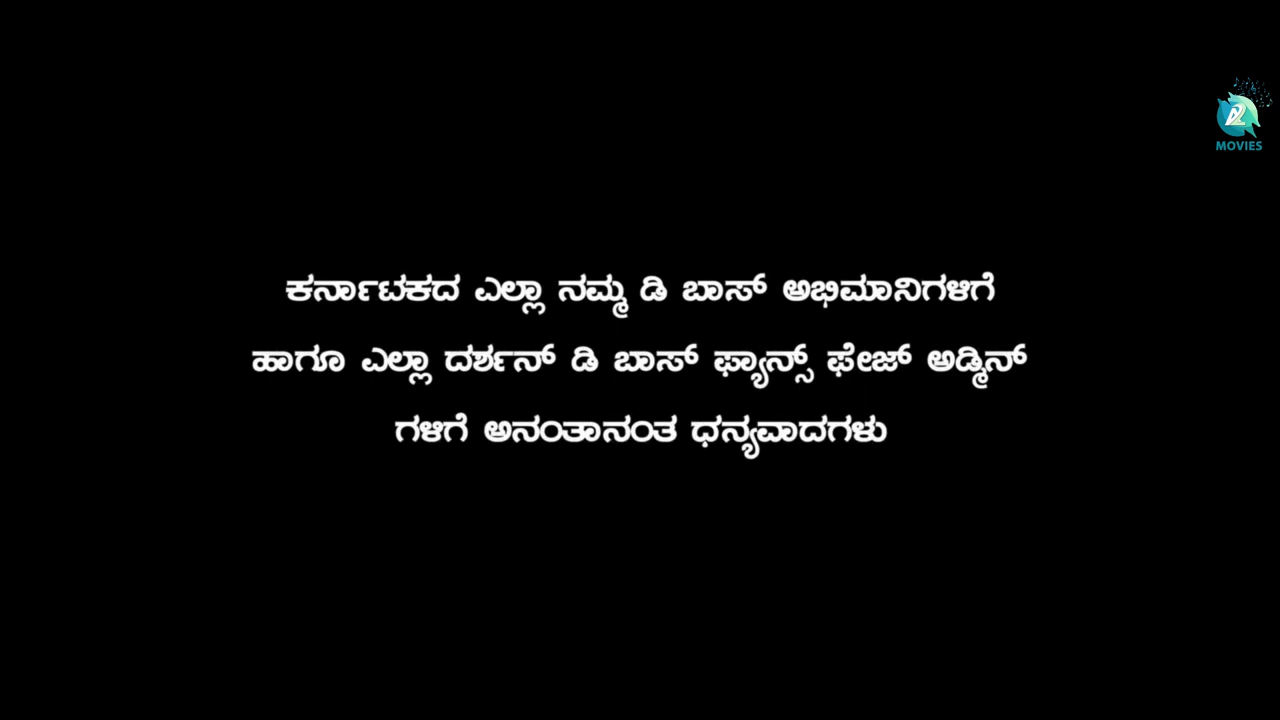 MOVIES
ಕರ್ನಾಟಕದ ಎಲ್ಲಾ ನಮ್ಮ ಡಿ ಬಾಸ್ ಅಭಿಮಾನಿಗಳಿಗೆ
ಹಾಗೂ ಎಲ್ಲಾ ದರ್ಶನ್ ಡಿ ಬಾಸ್ ಫ್ಯಾನ್ಸ್ ಫೇಜ್ ಅಡ್ಮಿನ್
ಗಳಿಗೆ ಅನಂತಾನಂತ ಧನ್ಯವಾದಗಳು